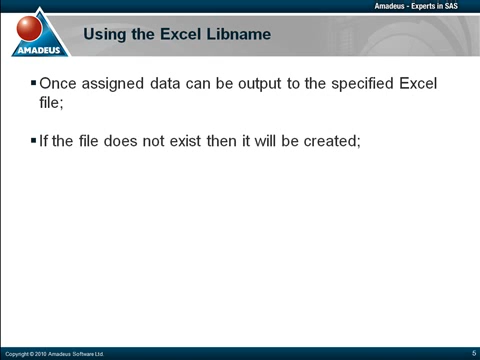 Amadeus - Experts in SAS
AMADEUS
Using the Excel Libname
Once assigned data can be output to the specified Excel
file;
If the file does not exist then it will be created;
Copyright © 2010 Amadeus Software Ltd.
5